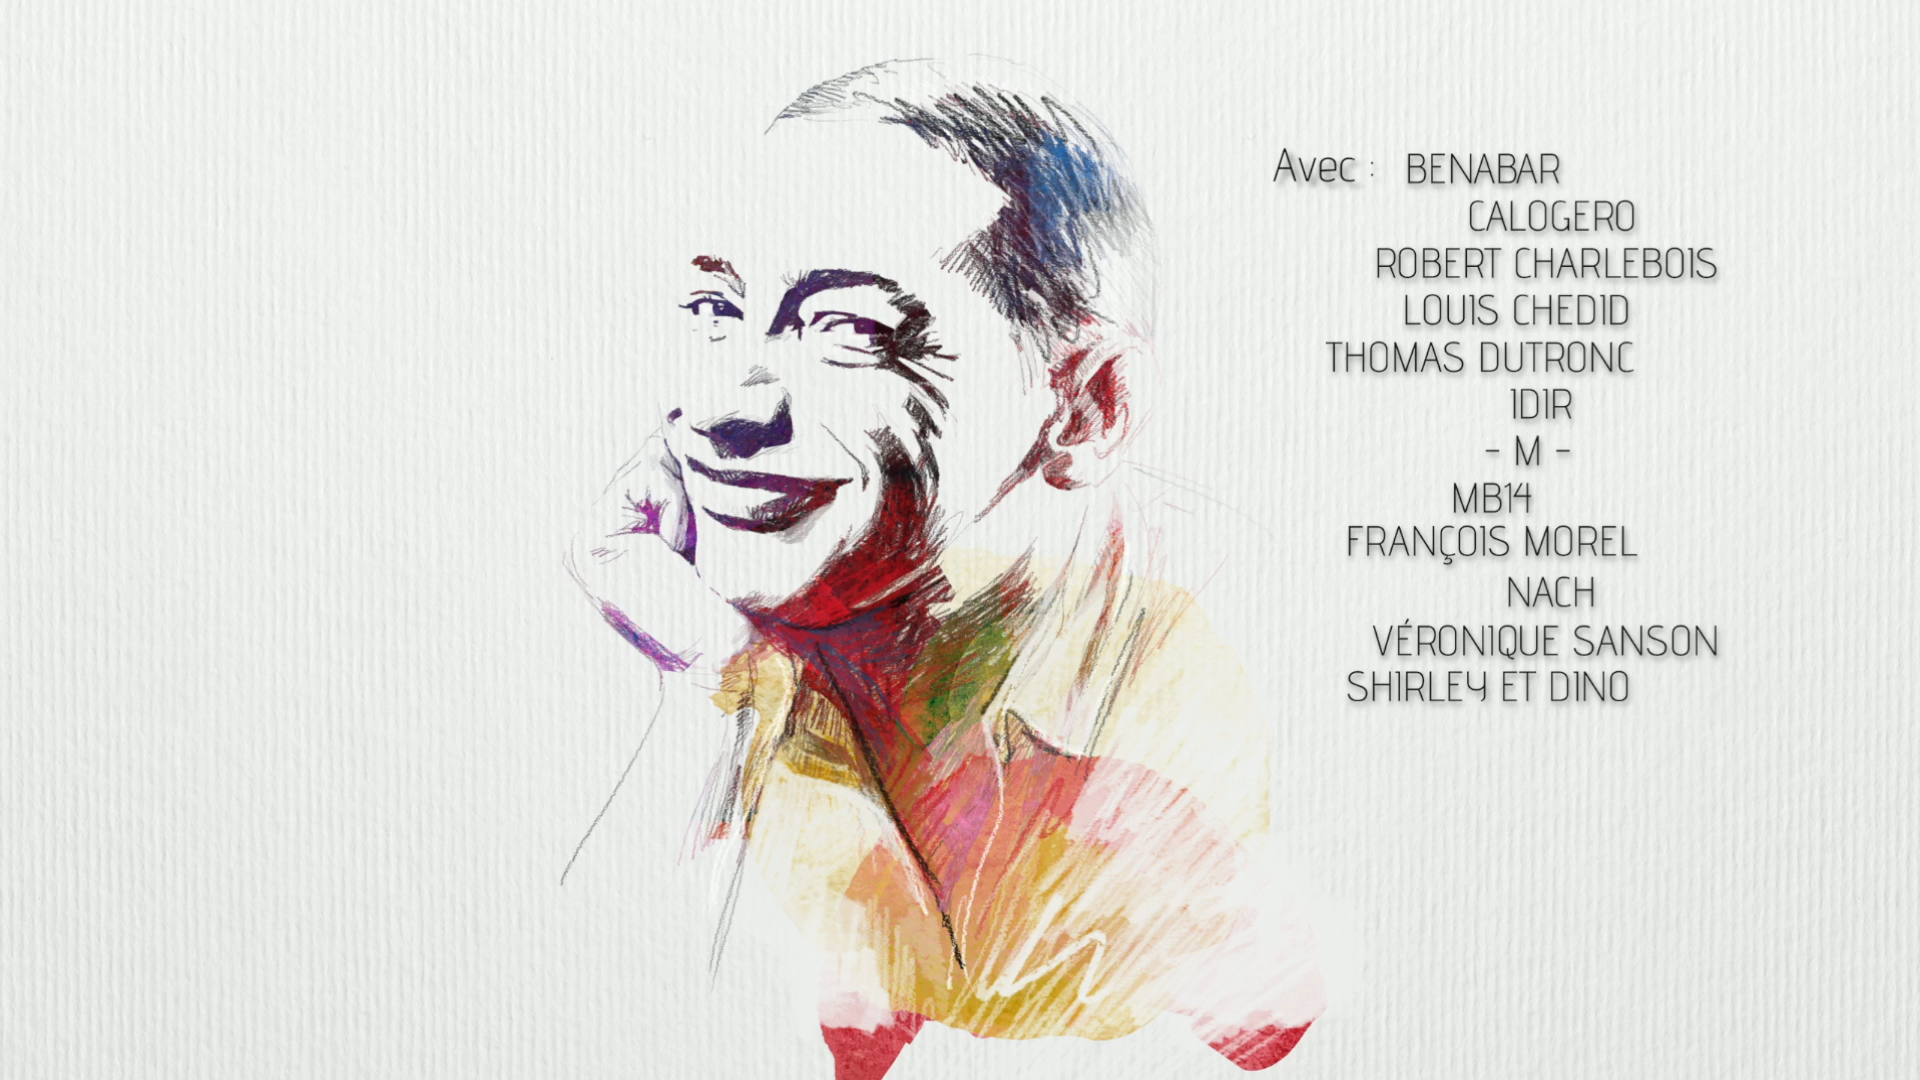 Avec : BENABAR
CALOGERO
ROBERT CHARLEBOIS
LOUIS CHEDID
THOMAS DUTRONC
IDIR
- M -
MB14
FRANÇOIS MOREL
NACH
VÉRONIQUE SANSON
SHIRLEY ET DINO